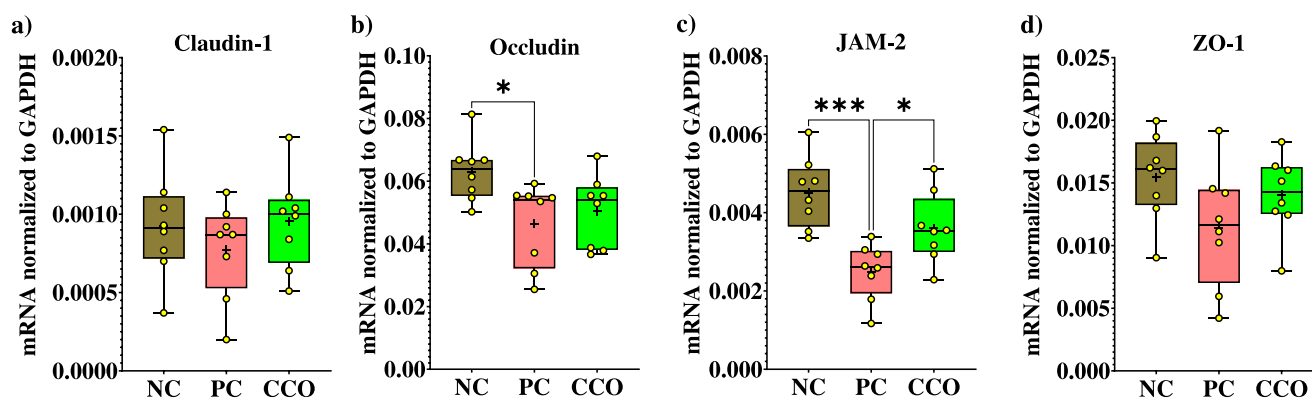 a)
Claudin-1
mRNA normalized to GAPDH
0.0020
0.0015
0.0010
0.0005
0.0000
NC PC CCO
b)
Occludin
mRNA normalized to GAPDH
0.10
0.08
0.06
0.04
0.02
0.00
*
NC PC CCO
c)
JAM-2
mRNA normalized to GAPDH
0.008
0.006
0.004
0.002
0.000
*** *
NC PC CCO
d)
ZO-1
mRNA normalized to GAPDH
0.025
0.020
0.015
0.010
0.005
0.000
NC PC CCO